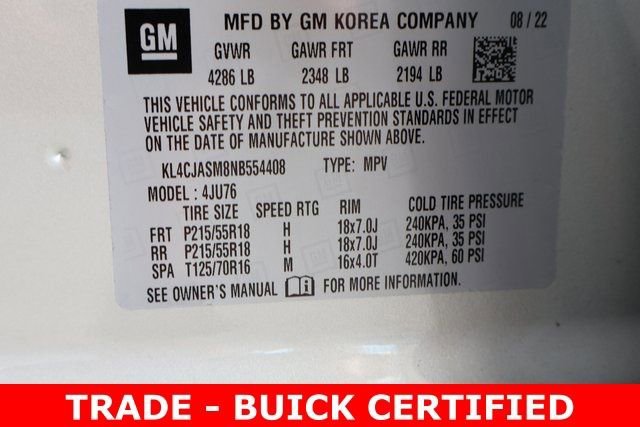 GM
MFD BY GM KOREA COMPANY 08 / 22
GVWR GAWR FRT GAWR RR
4286 LB 2348 LB 2194 LB
THIS VEHICLE CONFORMS TO ALL APPLICABLE U.S. FEDERAL MOTOR
VEHICLE SAFETY AND THEFT PREVENTION STANDARDS IN EFFECT
ON THE DATE OF MANUFACTURE SHOWN ABOVE.
KL4CJASM8NB554408 TYPE: MPV
MODEL : 4JU76
TIRE SIZE SPEED RTG RIM COLD TIRE PRESSURE
FRT P215/55R18 H 18x7.0J 240KPA, 35 PSI
RR P215/55R18 H 18x7.0J 240KPA, 35 PSI
SPA T125/70R16 M 16x4.0T 420KPA, 60 PSI
SEE OWNER'S MANUAL FOR MORE INFORMATION.
TRADE - BUICK CERTIFIED